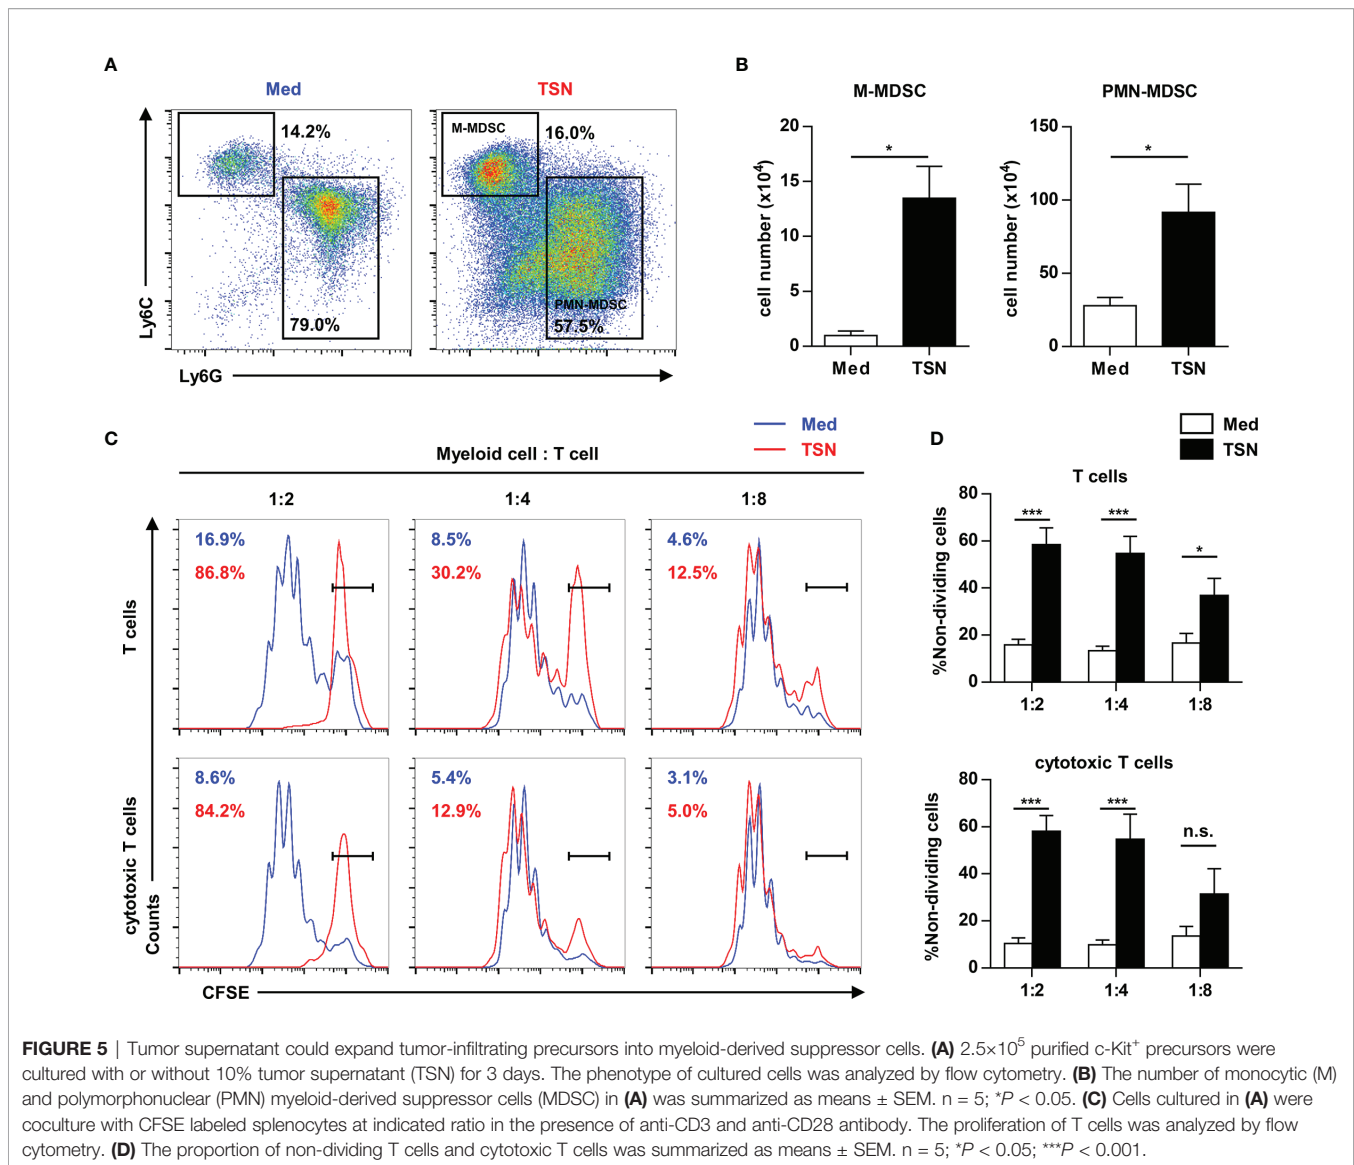 A
Med
TSN
14.2%
M-MDSC
16.0%
79.0%
PMN-MDSC
57.5%
Ly6C
Ly6G
B
M-MDSC
PMN-MDSC
cell number (x10⁴)
20
15
10
5
0
Med
TSN
*
cell number (x10⁴)
150
100
50
0
Med
TSN
*
C
Med
TSN
Myeloid cell : T cell
1:2
1:4
1:8
T cells
16.9%
86.8%
8.5%
30.2%
4.6%
12.5%
cytotoxic T cells
Counts
8.6%
84.2%
5.4%
12.9%
3.1%
5.0%
CFSE
D
Med
TSN
T cells
%Non-dividing cells
80
60
40
20
0
***
***
*
1:2
1:4
1:8
cytotoxic T cells
%Non-dividing cells
80
60
40
20
0
***
***
n.s.
1:2
1:4
1:8
FIGURE 5 | Tumor supernatant could expand tumor-infiltrating precursors into myeloid-derived suppressor cells. (A) 2.5×10⁵ purified c-Kit⁺ precursors were
cultured with or without 10% tumor supernatant (TSN) for 3 days. The phenotype of cultured cells was analyzed by flow cytometry. (B) The number of monocytic (M)
and polymorphonuclear (PMN) myeloid-derived suppressor cells (MDSC) in (A) was summarized as means ± SEM. n = 5; *P < 0.05. (C) Cells cultured in (A) were
coculture with CFSE labeled splenocytes at indicated ratio in the presence of anti-CD3 and anti-CD28 antibody. The proliferation of T cells was analyzed by flow
cytometry. (D) The proportion of non-dividing T cells and cytotoxic T cells was summarized as means ± SEM. n = 5; *P < 0.05; ***P < 0.001.